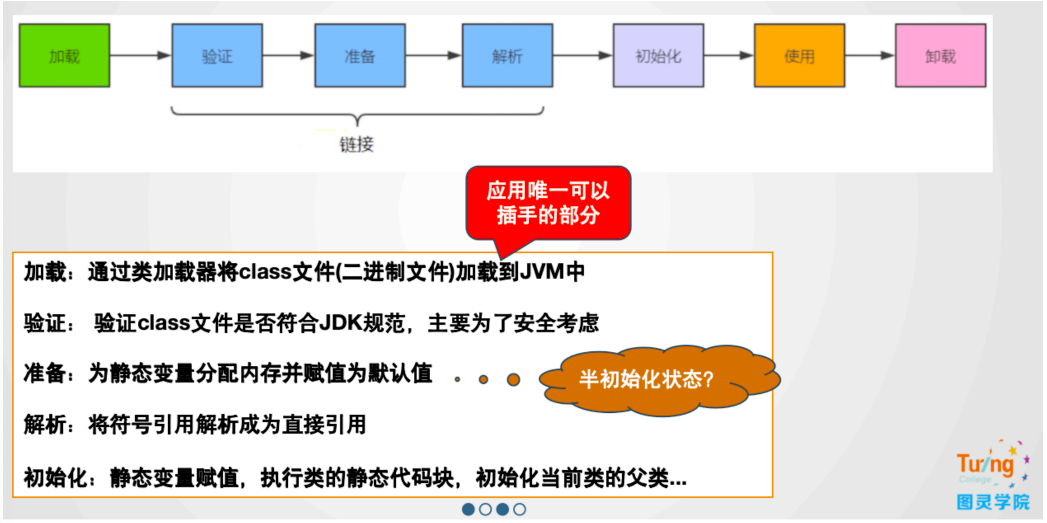 加载
验证
准备
解析
初始化
使用
卸载
链接
应用唯一可以
插手的部分
加载：通过类加载器将class文件(二进制文件)加载到JVM中
验证： 验证class文件是否符合JDK规范，主要为了安全考虑
准备：为静态变量分配内存并赋值为默认值
半初始化状态？
解析：将符号引用解析成为直接引用
初始化：静态变量赋值，执行类的静态代码块，初始化当前类的父类...
Turing
College
图灵学院